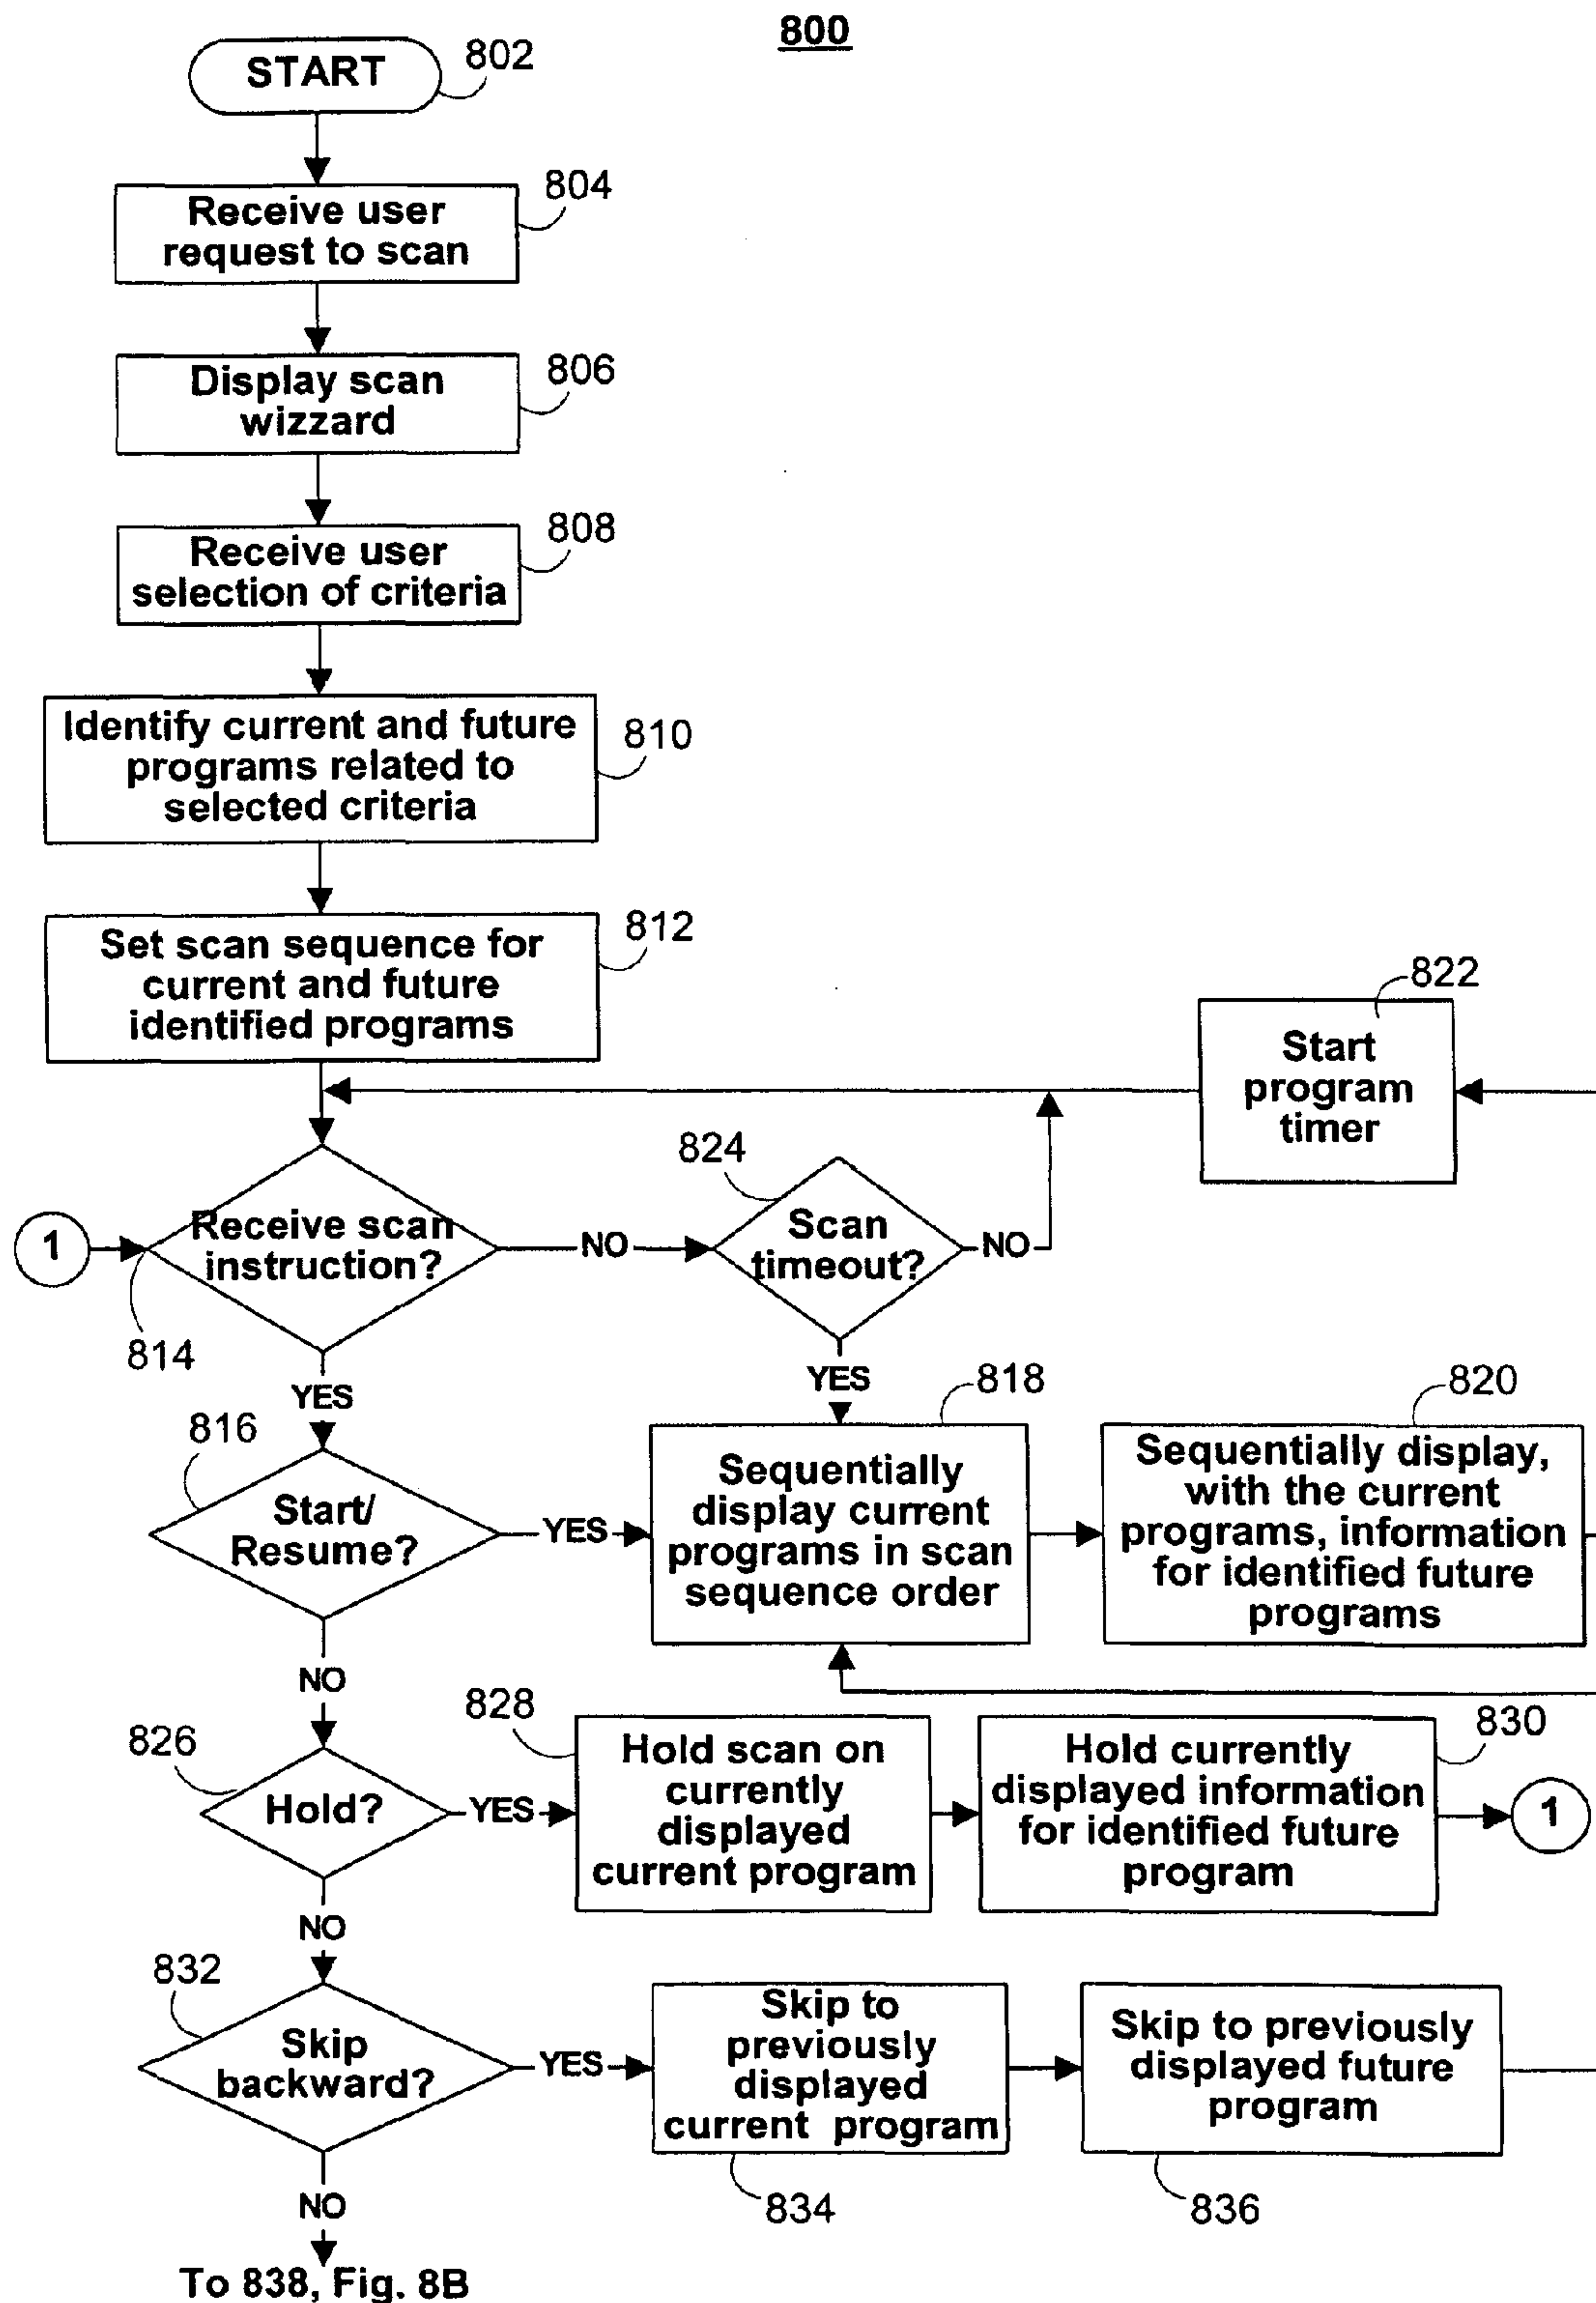 800
START
802
Receive user
request to scan
804
Display scan
wizzard
806
Receive user
selection of criteria
808
Identify current and future
programs related to
selected criteria
810
Set scan sequence for
current and future
identified programs
812
822
Start
program
timer
824
1
Receive scan
instruction?
NO
Scan
timeout?
NO
814
YES
YES
818
820
816
Start/
Resume?
YES
Sequentially
display current
programs in scan
sequence order
Sequentially display,
with the current
programs, information
for identified future
programs
NO
826
828
830
Hold?
YES
Hold scan on
currently
displayed
current program
Hold currently
displayed information
for identified future
program
1
NO
832
Skip
backward?
YES
Skip to
previously
displayed
current program
Skip to previously
displayed future
program
834
836
NO
To 838, Fig. 8B